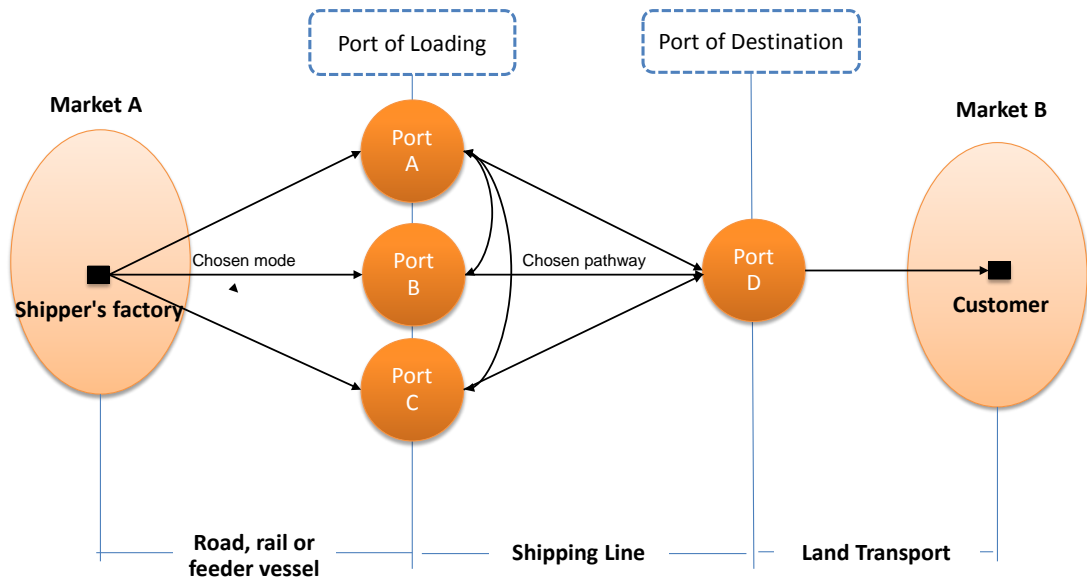 Port of Loading
Port of Destination
Market A
Market B
Port
A
Chosen mode
Port
B
Chosen pathway
Port
D
Shipper's factory
Customer
Port
C
Road, rail or
feeder vessel
Shipping Line
Land Transport